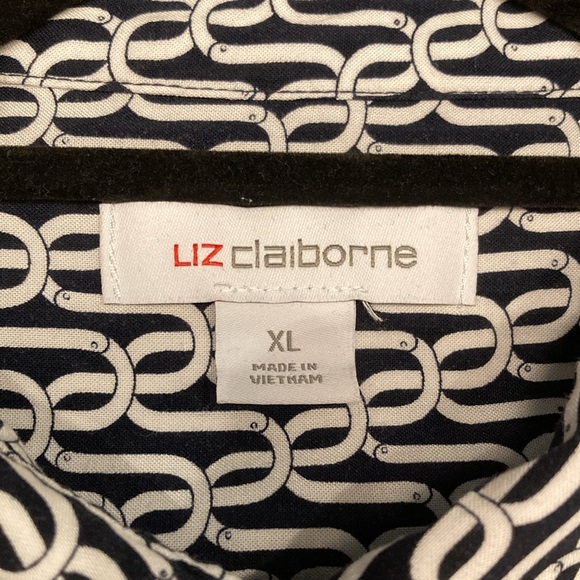 LIZ claiborne
XL
MADE IN
VIETNAM